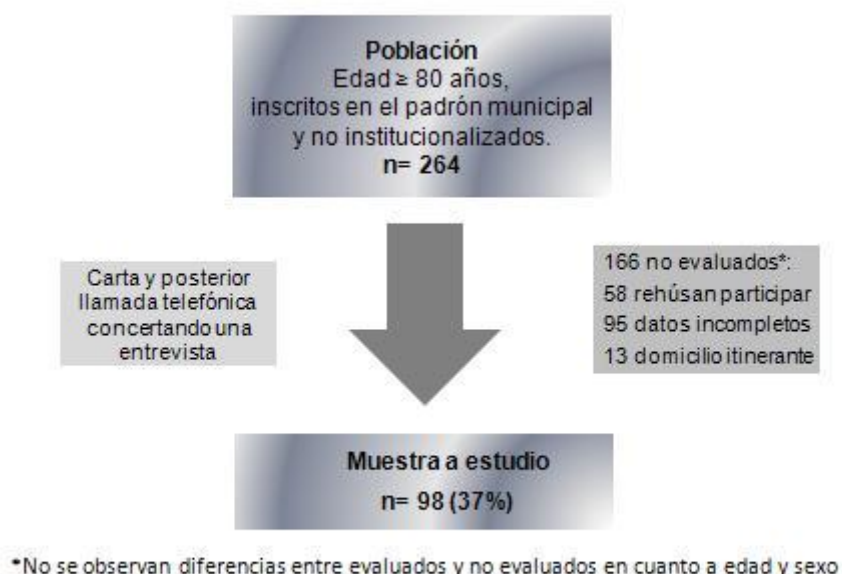 Población
Edad ≥ 80 años,
inscritos en el padrón municipal
y no institucionalizados.
n= 264
Carta y posterior
llamada telefónica
concertando una
entrevista
166 no evaluados*:
58 rehúsan participar
95 datos incompletos
13 domicilio itinerante
Muestra a estudio
n= 98 (37%)
*No se observan diferencias entre evaluados y no evaluados en cuanto a edad y sexo